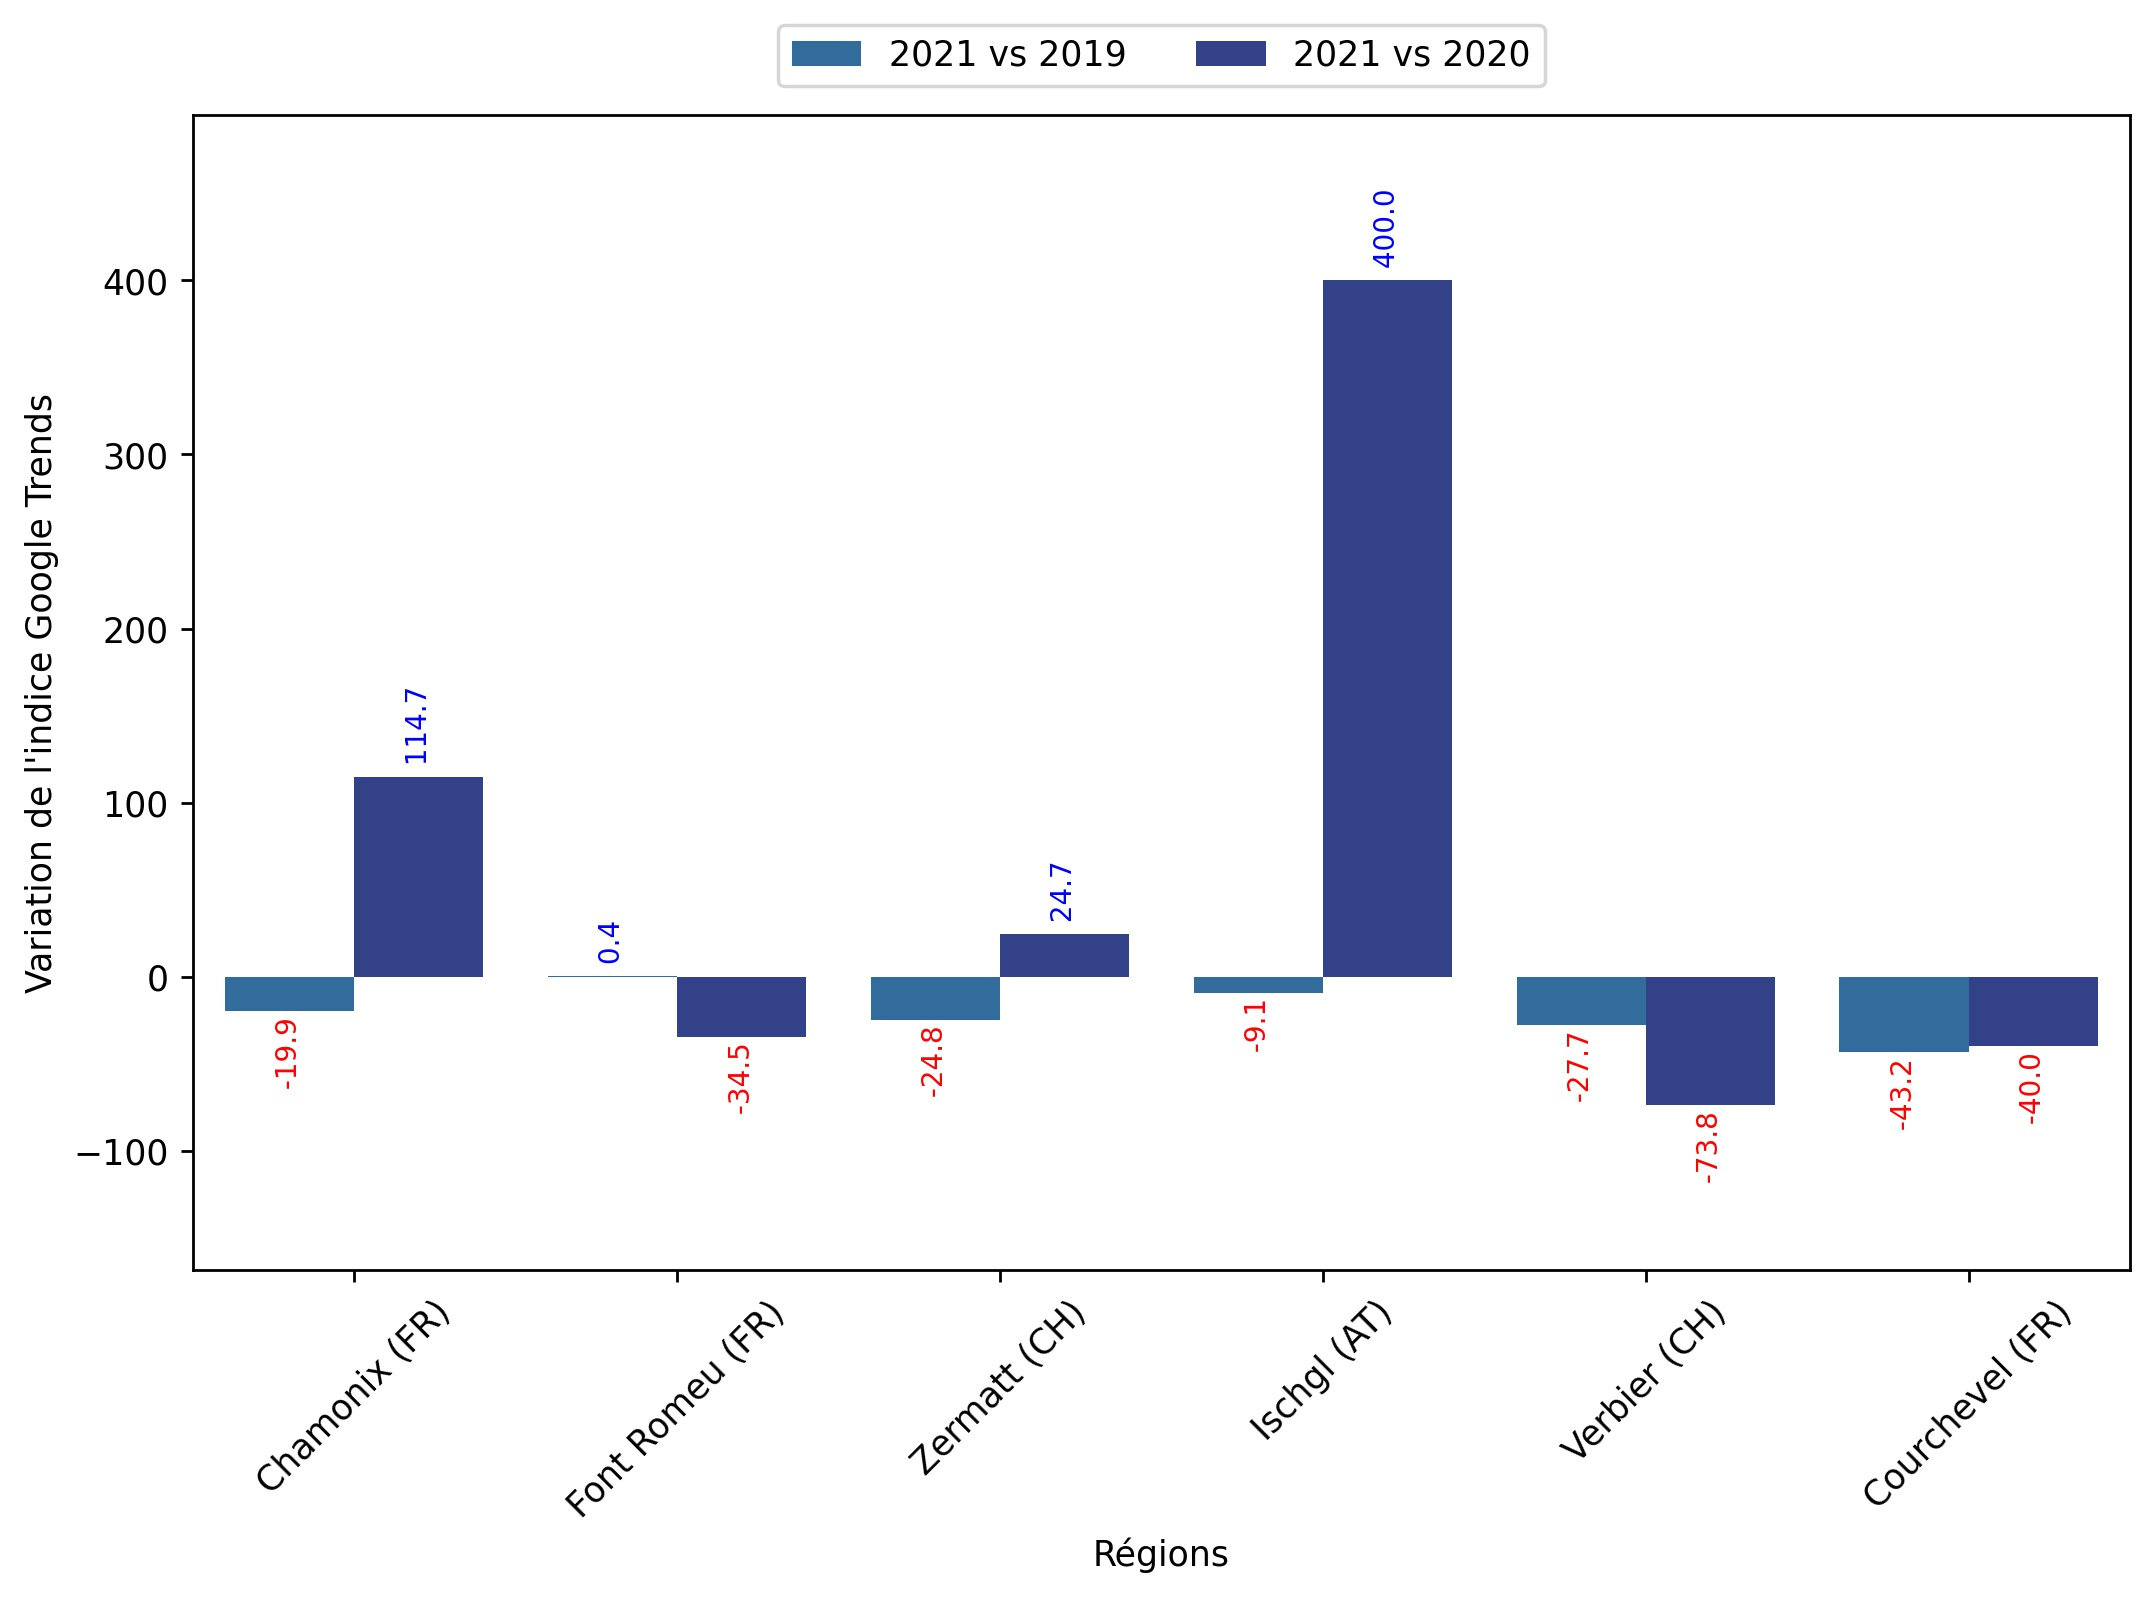 2021 vs 2019 2021 vs 2020
Variation de l'indice Google Trends
400
300
200
100
0
−100
-19.9
114.7
0.4
-34.5
-24.8
24.7
-9.1
400.0
-27.7
-73.8
-43.2
-40.0
Chamonix (FR)
Font Romeu (FR)
Zermatt (CH)
Ischgl (AT)
Verbier (CH)
Courchevel (FR)
Régions